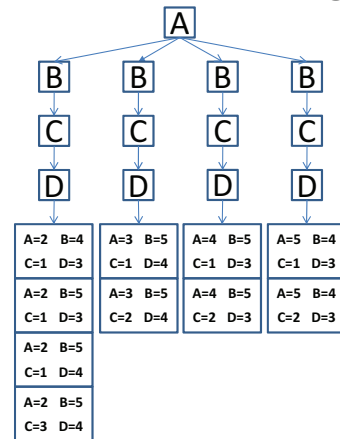 A
B B B B
C C C C
D D D D
A=2 B=4 A=3 B=5 A=4 B=5 A=5 B=4
C=1 D=3 C=1 D=4 C=1 D=3 C=1 D=3
A=2 B=5 A=3 B=5 A=4 B=5 A=5 B=4
C=1 D=3 C=2 D=4 C=2 D=3 C=2 D=3
A=2 B=5
C=1 D=4
A=2 B=5
C=3 D=4